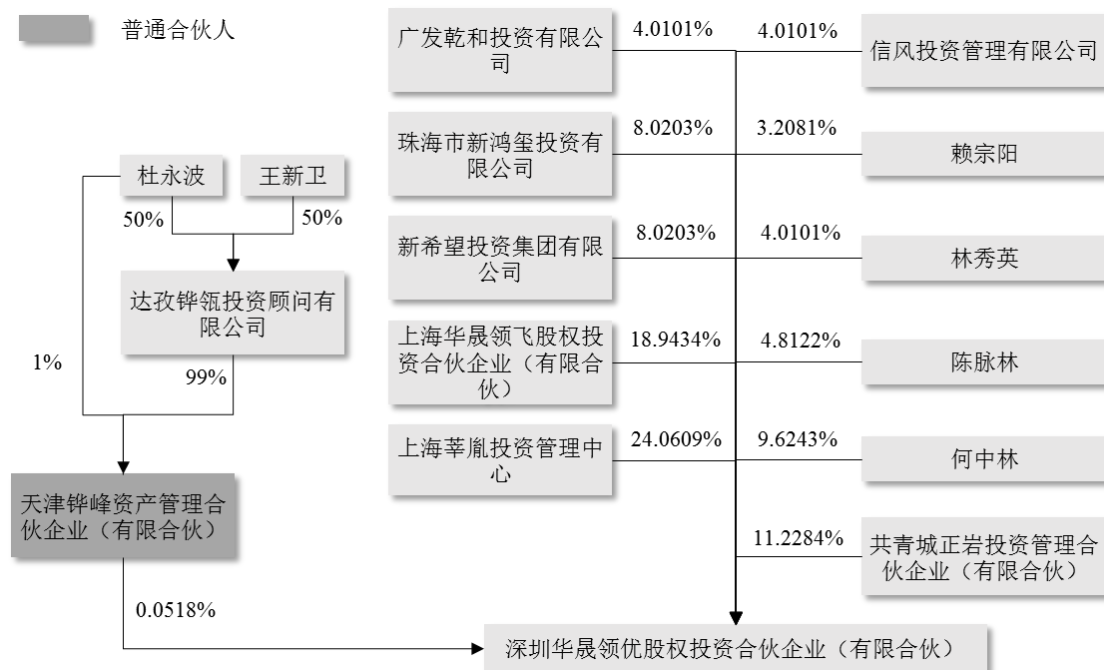 普通合伙人
广发乾和投资有限公
司
4.0101%
4.0101%
信风投资管理有限公司
珠海市新鸿玺投资有
限公司
8.0203%
3.2081%
赖宗阳
杜永波
王新卫
50%
50%
新希望投资集团有限
公司
8.0203%
4.0101%
林秀英
达孜铧瓴投资顾问有
限公司
上海华晟领飞股权投
资合伙企业（有限合
伙）
18.9434%
4.8122%
陈脉林
1%
99%
上海莘胤投资管理中
心
24.0609%
9.6243%
何中林
天津铧峰资产管理合
伙企业（有限合伙）
11.2284%
共青城正岩投资管理合
伙企业（有限合伙）
0.0518%
深圳华晟领优股权投资合伙企业（有限合伙）